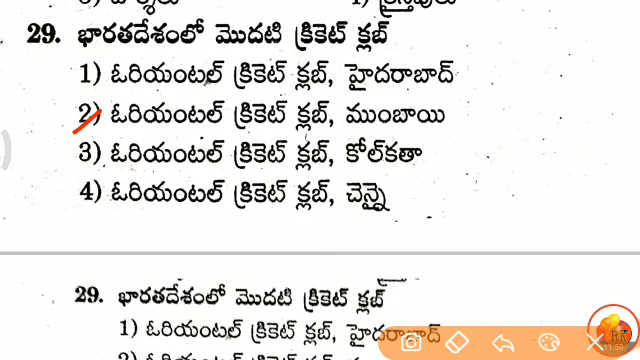 29. భారతదేశంలో మొదటి క్రికెట్ క్లబ్
1) ఓరియంటల్ క్రికెట్ క్లబ్, హైదరాబాద్
2) ఓరియంటల్ క్రికెట్ క్లబ్, ముంబాయి
3) ఓరియంటల్ క్రికెట్ క్లబ్, కోల్‌కతా
4) ఓరియంటల్ క్రికెట్ క్లబ్, చెన్నై
29. భారతదేశంలో మొదటి క్రికెట్ క్లబ్
1) ఓరియంటల్ క్రికెట్ క్లబ్, హైదరాబాద్